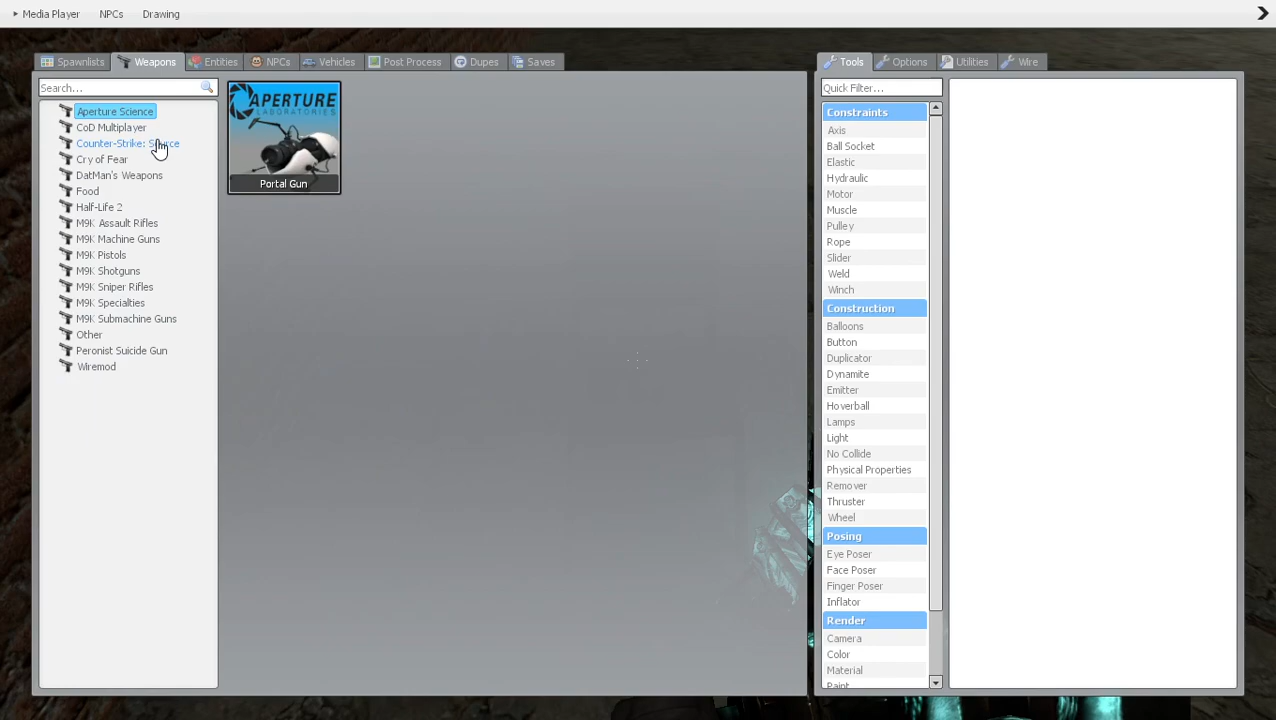 Media Player NPCs Drawing
Spawnlists Weapons Entities NPCs Vehicles Post Process Dupes Saves
Search...
Aperture Science
CoD Multiplayer
Counter-Strike: Source
Cry of Fear
DatMan's Weapons
Food
Half-Life 2
M9K Assault Rifles
M9K Machine Guns
M9K Pistols
M9K Shotguns
M9K Sniper Rifles
M9K Specialties
M9K Submachine Guns
Other
Peronist Suicide Gun
Wiremod
APERTURE
LABORATORIES
Portal Gun
Tools Options Utilities Wire
Quick Filter...
Constraints
Axis
Ball Socket
Elastic
Hydraulic
Motor
Muscle
Pulley
Rope
Slider
Weld
Winch
Construction
Balloons
Button
Duplicator
Dynamite
Emitter
Hoverball
Lamps
Light
No Collide
Physical Properties
Remover
Thruster
Wheel
Posing
Eye Poser
Face Poser
Finger Poser
Inflator
Render
Camera
Color
Material
Paint